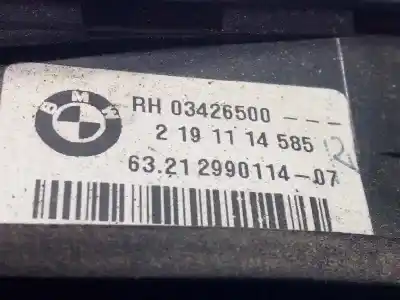 BMW
RH 03426500 ---
2 19 11 14 585
63.21 2990114-07